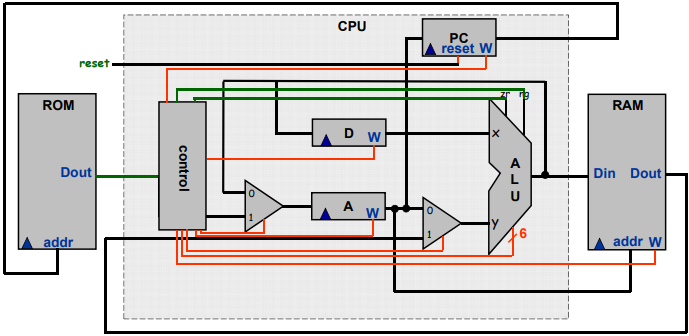 CPU
PC
reset W
reset
zr ng
ROM
RAM
D
W
x
control
A
L
U
Dout
Din Dout
0
1
A
W
0
1
y
6
addr
addr W